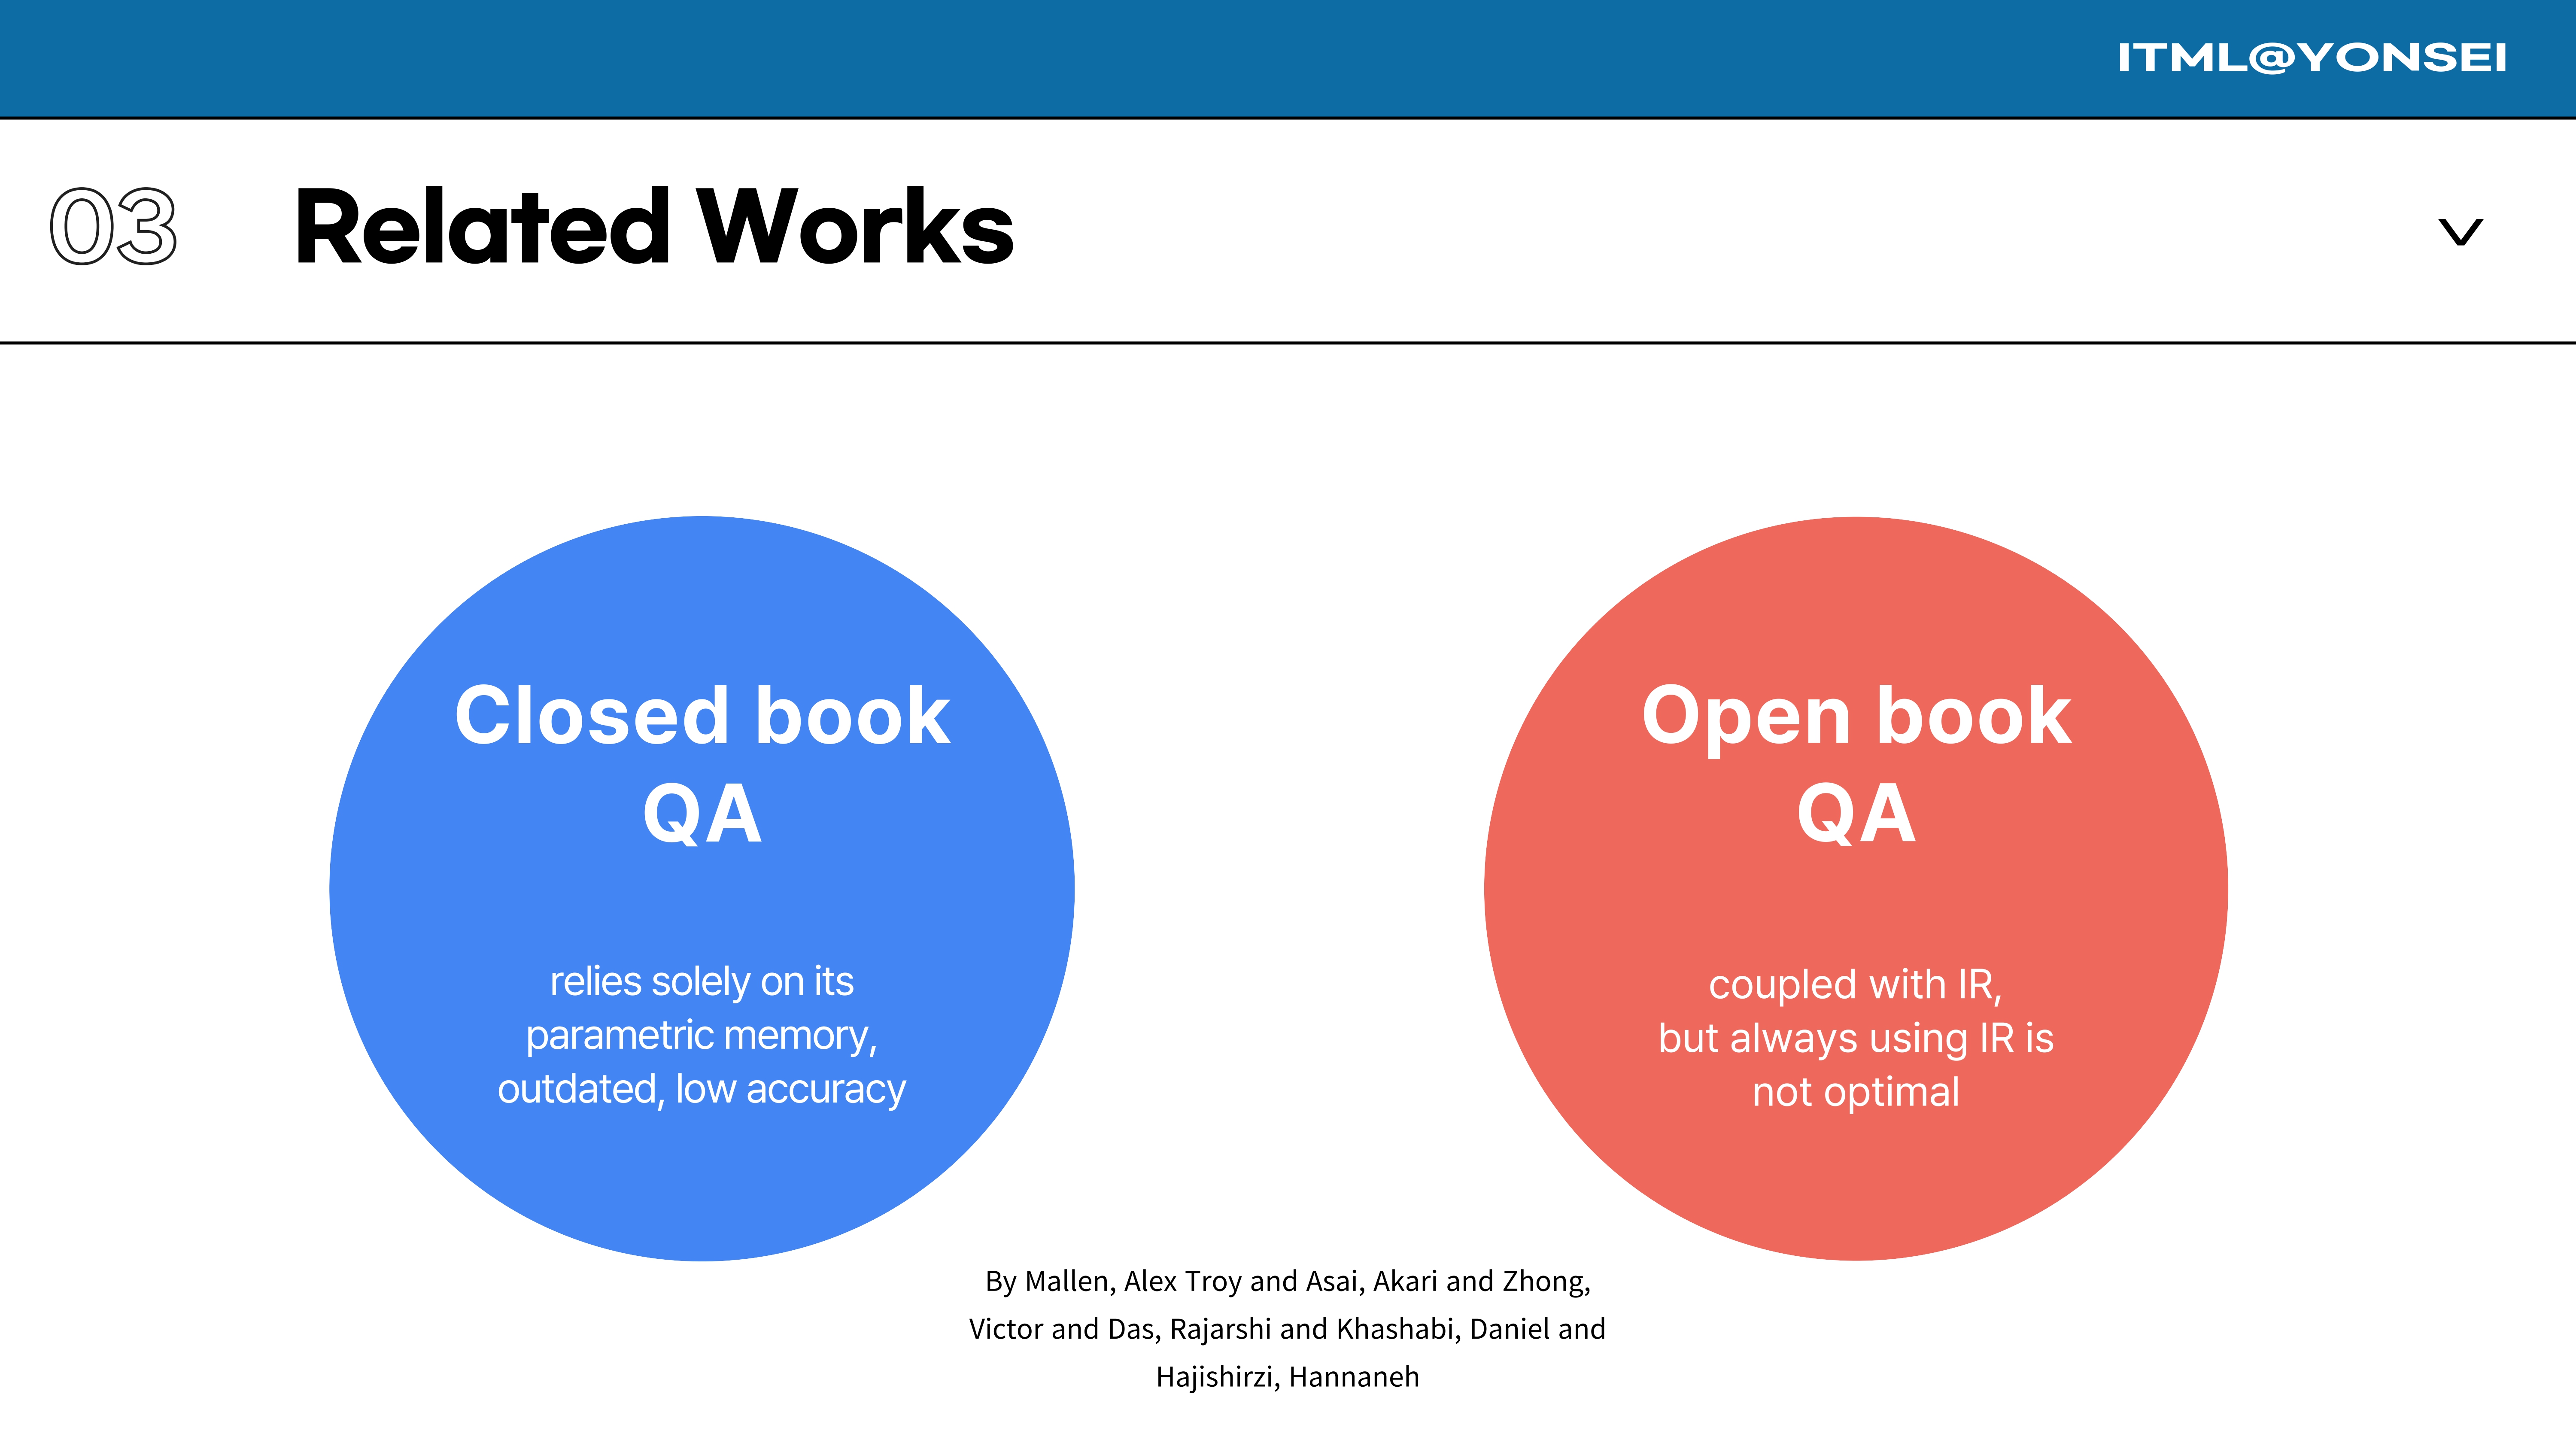 ITML@YONSEI
03 Related Works
Closed book
QA
relies solely on its
parametric memory,
outdated, low accuracy
Open book
QA
coupled with IR,
but always using IR is
not optimal
By Mallen, Alex Troy and Asai, Akari and Zhong,
Victor and Das, Rajarshi and Khashabi, Daniel and
Hajishirzi, Hannaneh